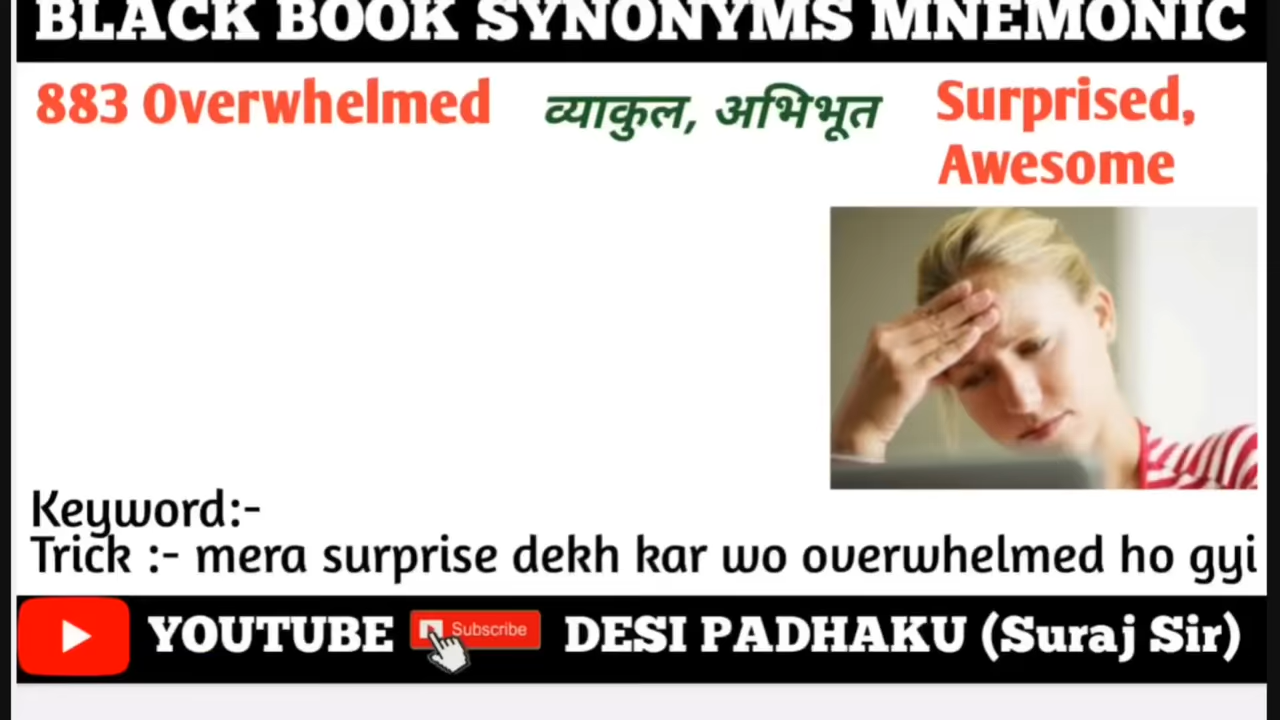 BLACK BOOK SYNONYMS MNEMONIC
883 Overwhelmed व्याकुल, अभिभूत Surprised,
Awesome
Keyword:-
Trick :- mera surprise dekh kar wo overwhelmed ho gyi
YOUTUBE Subscribe DESI PADHAKU (Suraj Sir)